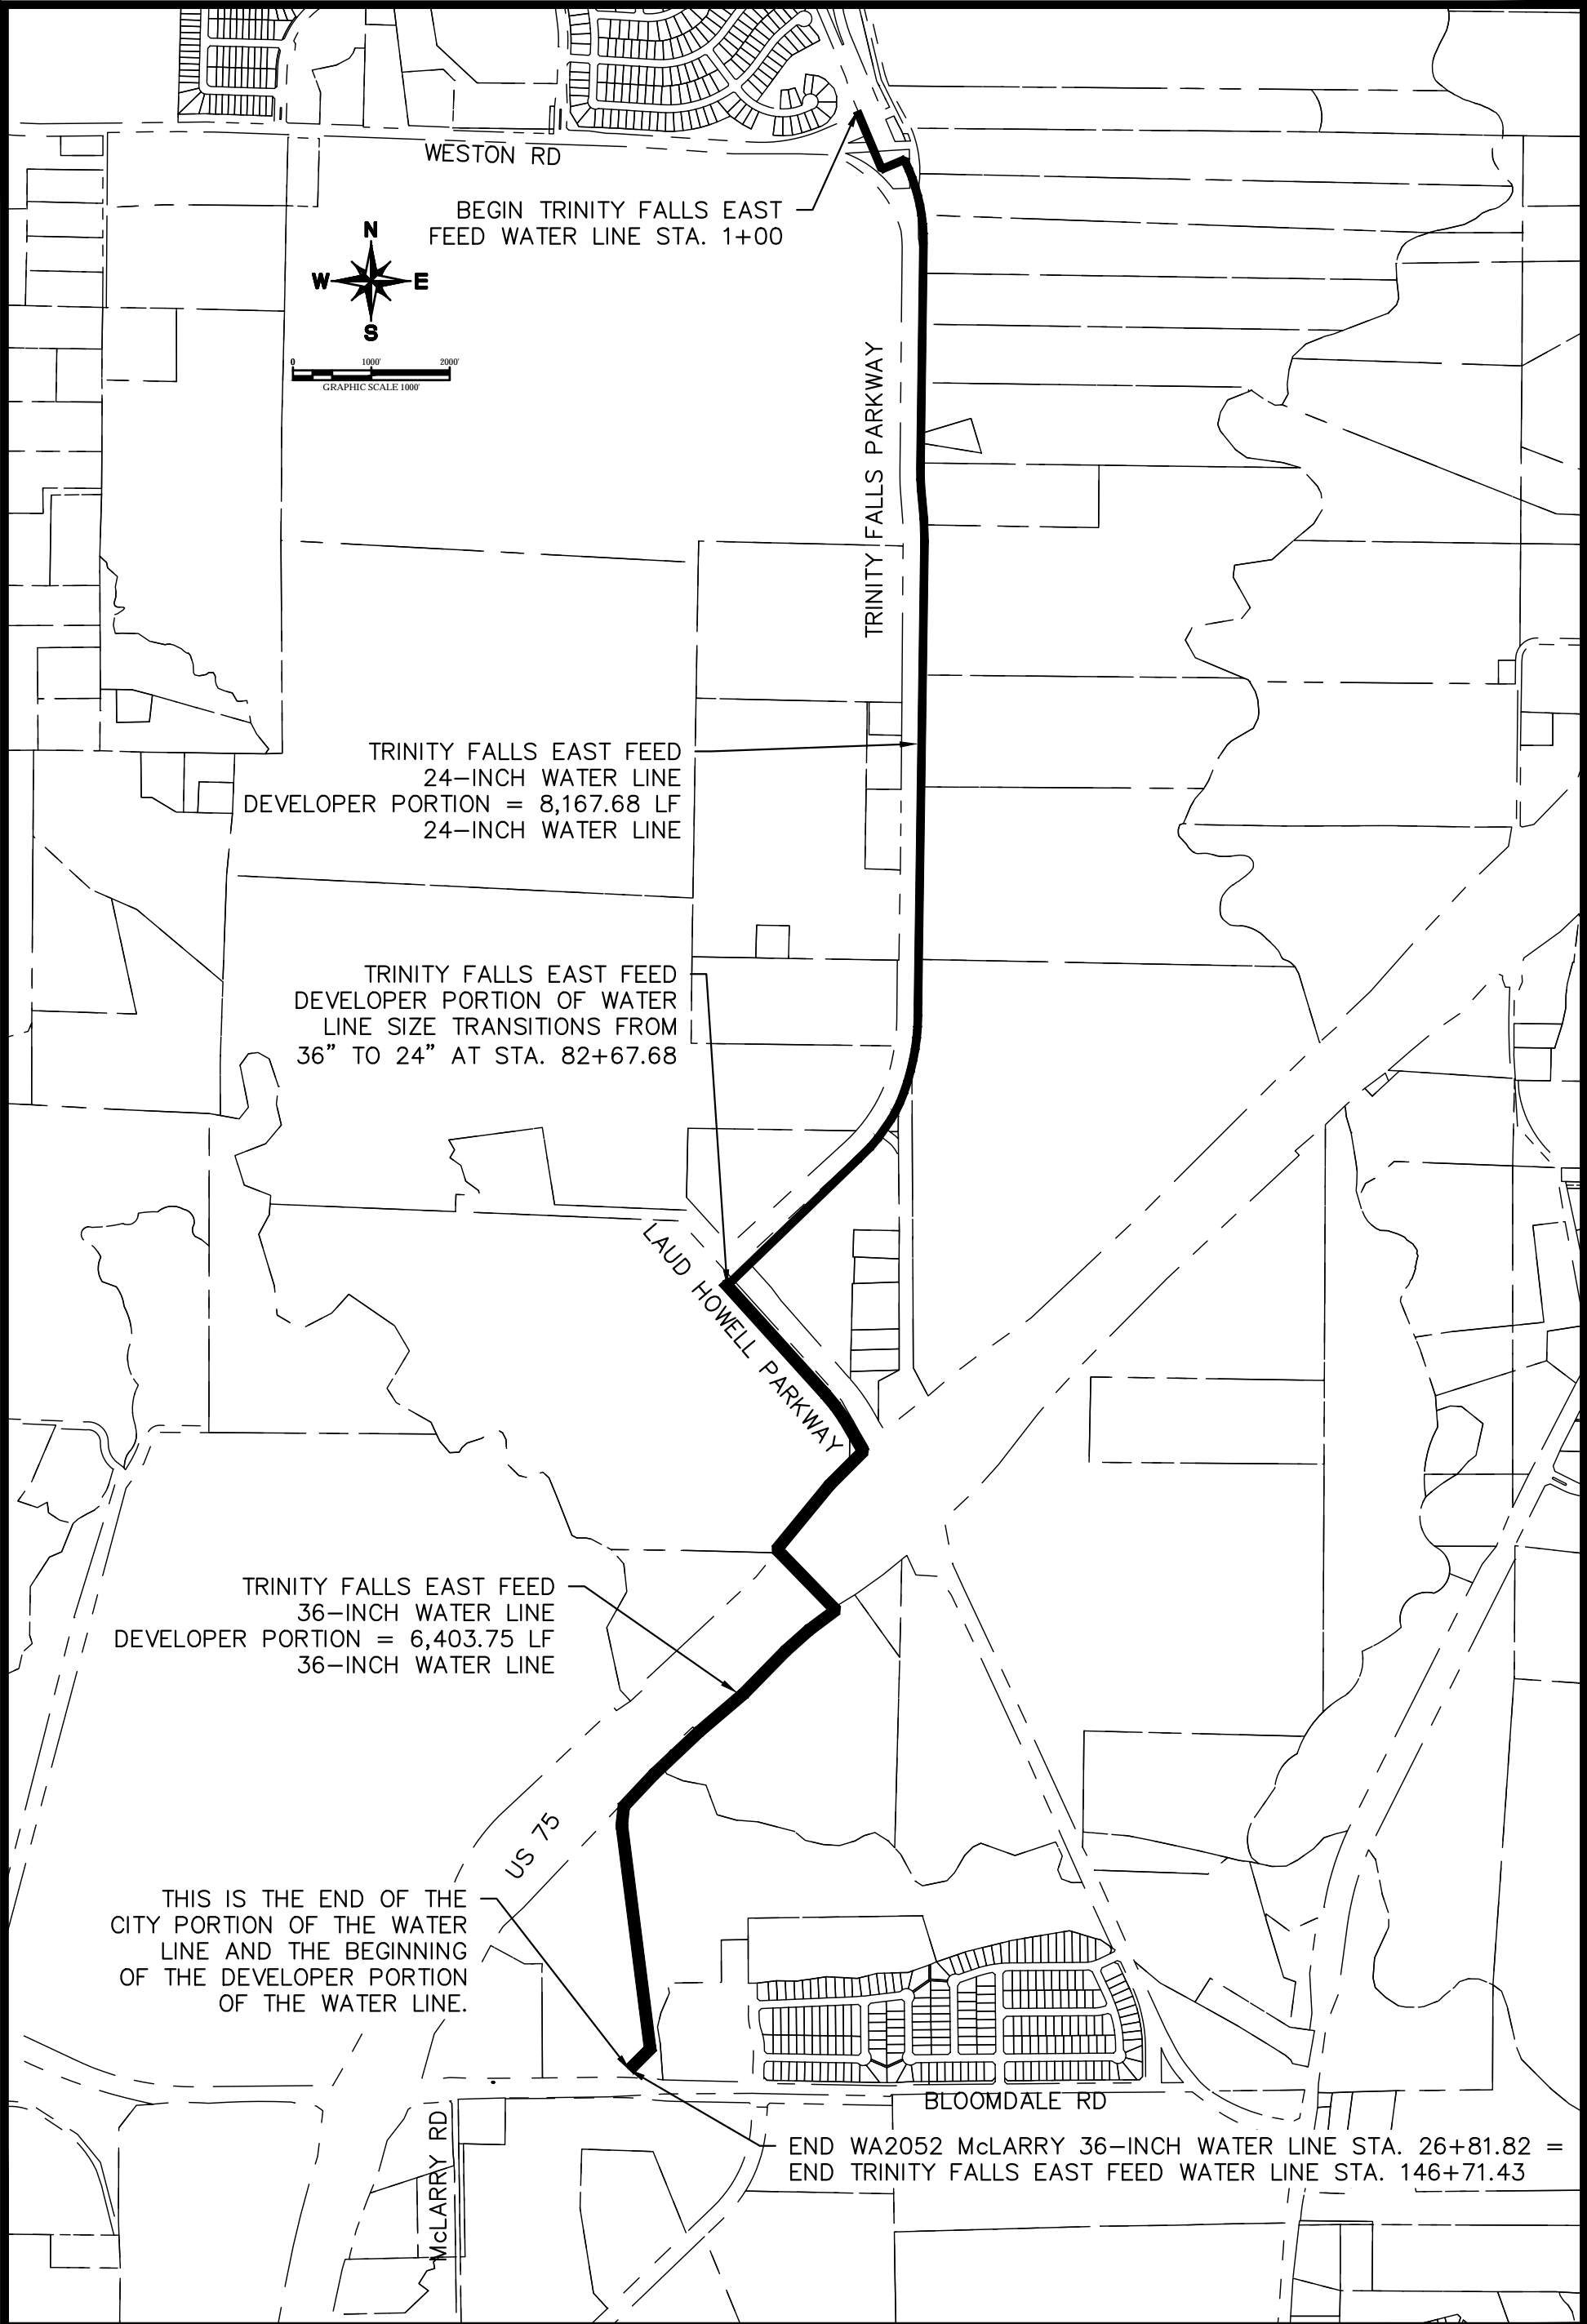 WESTON RD
BEGIN TRINITY FALLS EAST
FEED WATER LINE STA. 1+00
N
W E
S
0 1000' 2000'
GRAPHIC SCALE 1000'
TRINITY FALLS PARKWAY
TRINITY FALLS EAST FEED
24-INCH WATER LINE
DEVELOPER PORTION = 8,167.68 LF
24-INCH WATER LINE
TRINITY FALLS EAST FEED
DEVELOPER PORTION OF WATER
LINE SIZE TRANSITIONS FROM
36" TO 24" AT STA. 82+67.68
LAUD HOWELL PARKWAY
TRINITY FALLS EAST FEED
36-INCH WATER LINE
DEVELOPER PORTION = 6,403.75 LF
36-INCH WATER LINE
US 75
THIS IS THE END OF THE
CITY PORTION OF THE WATER
LINE AND THE BEGINNING
OF THE DEVELOPER PORTION
OF THE WATER LINE.
BLOOMDALE RD
McLARRY RD
END WA2052 McLARRY 36-INCH WATER LINE STA. 26+81.82 =
END TRINITY FALLS EAST FEED WATER LINE STA. 146+71.43